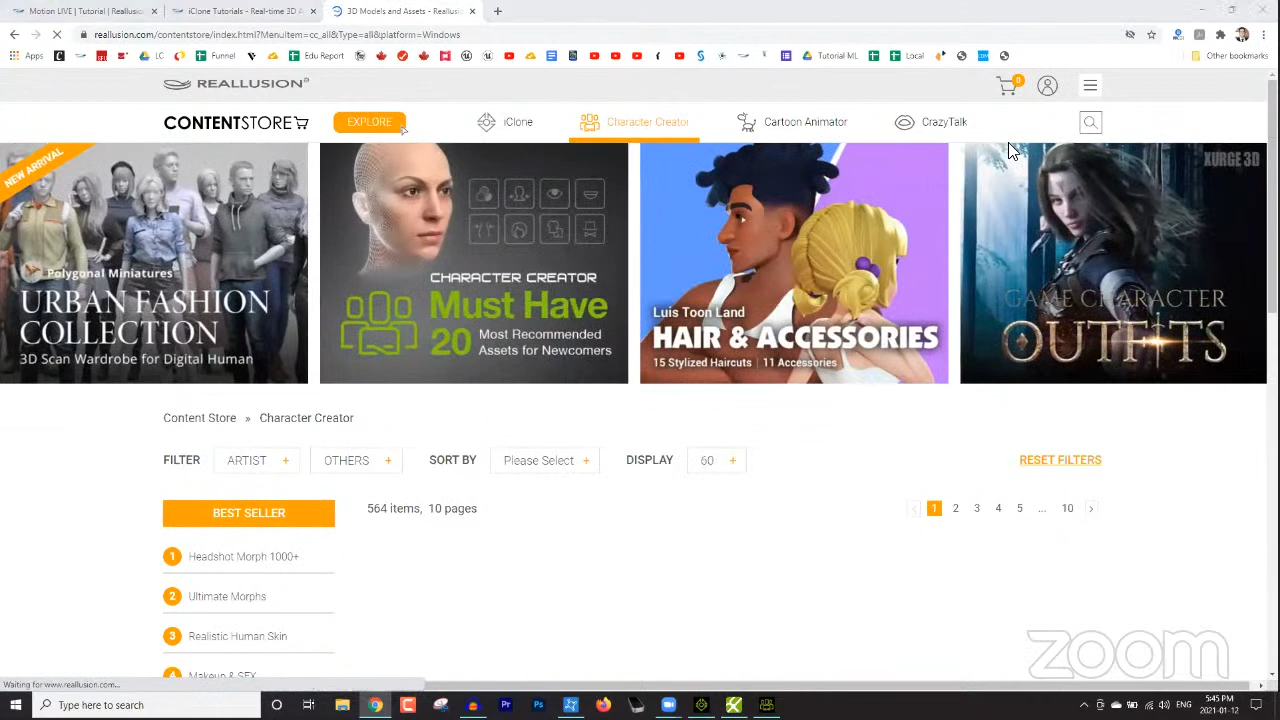 Motion LIVE | Tutorial | Reallusion
iClone Tutorials - Real-time 3D A
3D Models and Assets - Reallusion
reallusion.com/contentstore/index.html?MenuItem=cc_all&Type=all&platform=Windows
Apps
LC
Funnel
Edu Report
Tutorial ML
Local
Other bookmarks
REALLUSION
0
CONTENTSTORE
EXPLORE
iClone
Character Creator
Cartoon Animator
CrazyTalk
NEW ARRIVAL
Polygonal Miniatures
URBAN FASHION
COLLECTION
3D Scan Wardrobe for Digital Human
CHARACTER CREATOR
Must Have
20 Most Recommended
Assets for Newcomers
Luis Toon Land
HAIR & ACCESSORIES
15 Stylized Haircuts | 11 Accessories
XURGE 3D
GAME CHARACTER
OUTFITS
Content Store » Character Creator
FILTER ARTIST + OTHERS + SORT BY Please Select + DISPLAY 60 + RESET FILTERS
BEST SELLER
564 items, 10 pages
< 1 2 3 4 5 ... 10 >
1 Headshot Morph 1000+
2 Ultimate Morphs
3 Realistic Human Skin
4 Makeup & SFX
zoom
Waiting for www.reallusion.com...
Type here to search
ENG
5:45 PM
2021-01-12